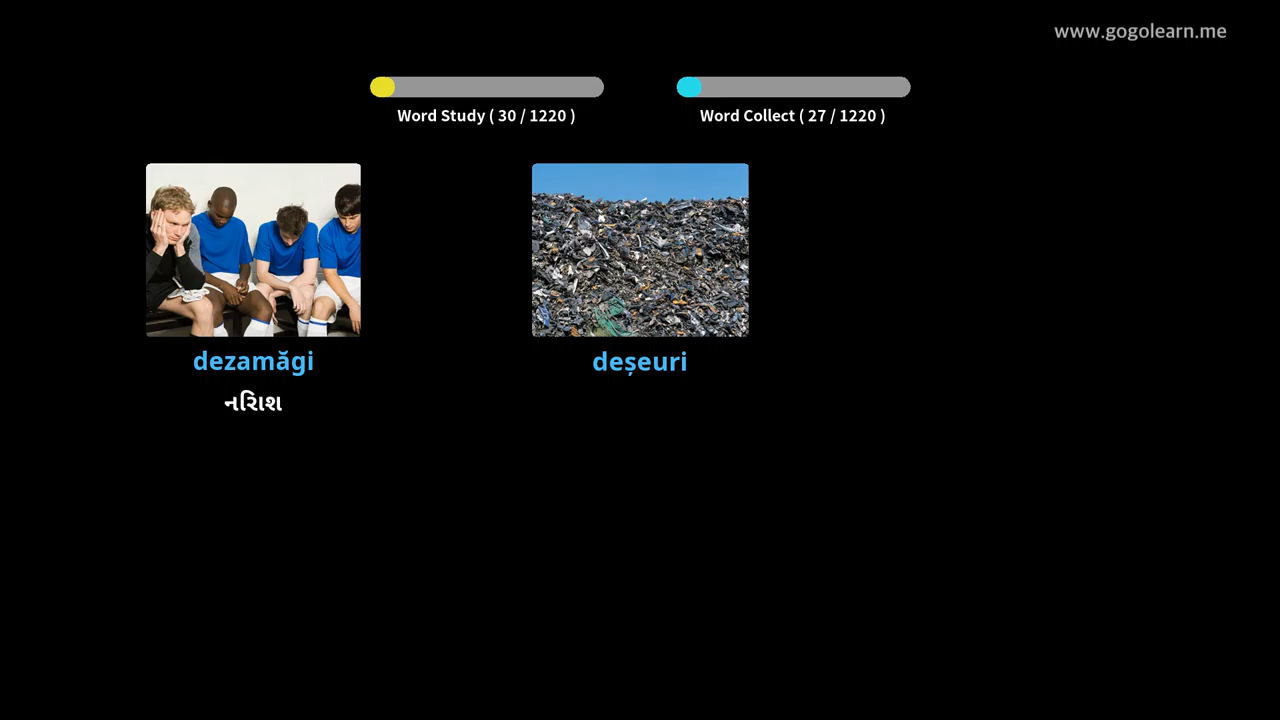 www.gogolearn.me
Word Study ( 30 / 1220 )
Word Collect ( 27 / 1220 )
dezamăgi
deșeuri
નિરાશ